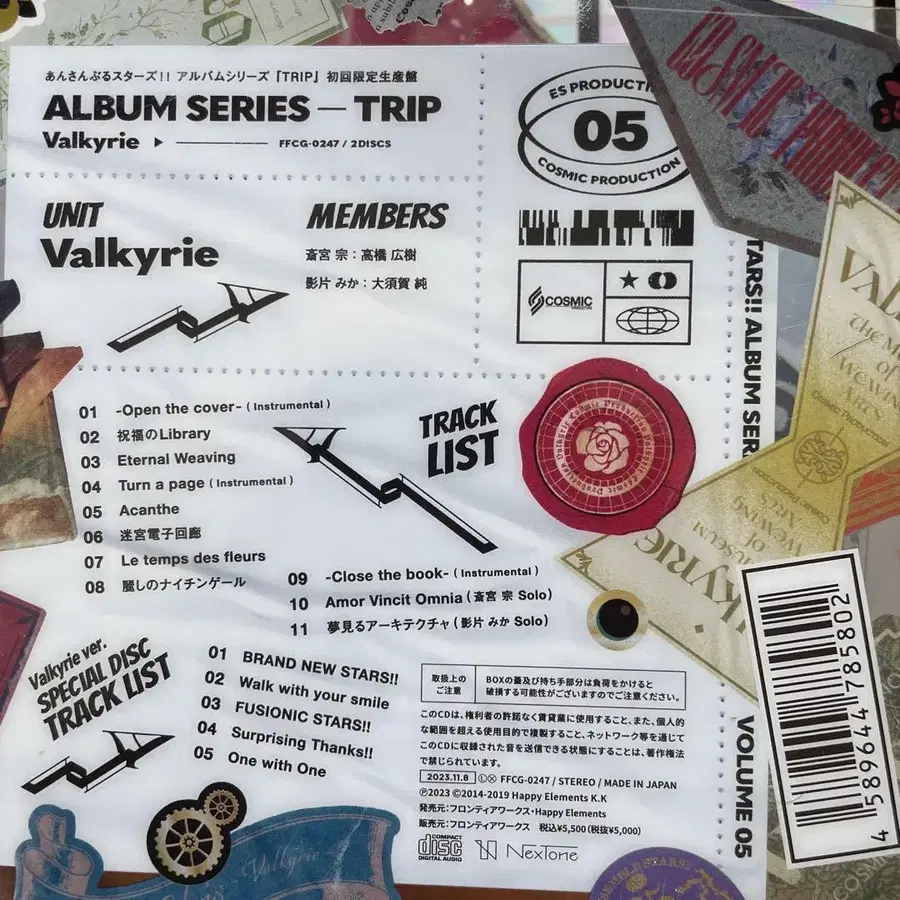 あんさんぶるスターズ!! アルバムシリーズ『TRIP』初回限定生産盤
ALBUM SERIES — TRIP
Valkyrie
FFCG-0247 / 2DISCS
ES PRODUCTI
05
COSMIC PRODUCTION
UNIT
Valkyrie
MEMBERS
斎宮 宗:高橋 広樹
影片 みか:大須賀 純
COSMIC
TARS!! ALBUM SER
VOLUME 05
TRACK
LIST
01 -Open the cover- ( Instrumental )
02 祝福のLibrary
03 Eternal Weaving
04 Turn a page ( Instrumental )
05 Acanthe
06 迷宮電子回廊
07 Le temps des fleurs
08 麗しのナイチンゲール
09 -Close the book- ( Instrumental )
10 Amor Vincit Omnia ( 斎宮 宗 Solo )
11 夢見るアーキテクチャ ( 影片 みか Solo )
Valkyrie Cosmic Production Valkyrie Cosmic Production
Valkyrie ver.
SPECIAL DISC
TRACK LIST
01 BRAND NEW STARS!!
02 Walk with your smile
03 FUSIONIC STARS!!
04 Surprising Thanks!!
05 One with One
取扱上の
ご注意
BOXの蓋及び持ち手部分は負荷をかけると
破損する可能性がございますのでご注意ください。
このCDは、権利者の許諾なく賃貸業に使用すること、また、個人的
な範囲を超える使用目的で複製すること、ネットワーク等を通じて
このCDに収録された音を送信できる状態にすることは、著作権法
で禁じられています。
2023.11.8 Ⓛ Ⓧ FFCG-0247 / STEREO / MADE IN JAPAN
℗2023 ©2014-2019 Happy Elements K.K
発売元:フロンティアワークス・Happy Elements
販売元:フロンティアワークス 税込¥5,500(税抜¥5,000)
COMPACT
disc
DIGITAL AUDIO
NexTone
4 589644 785802
Valkyrie